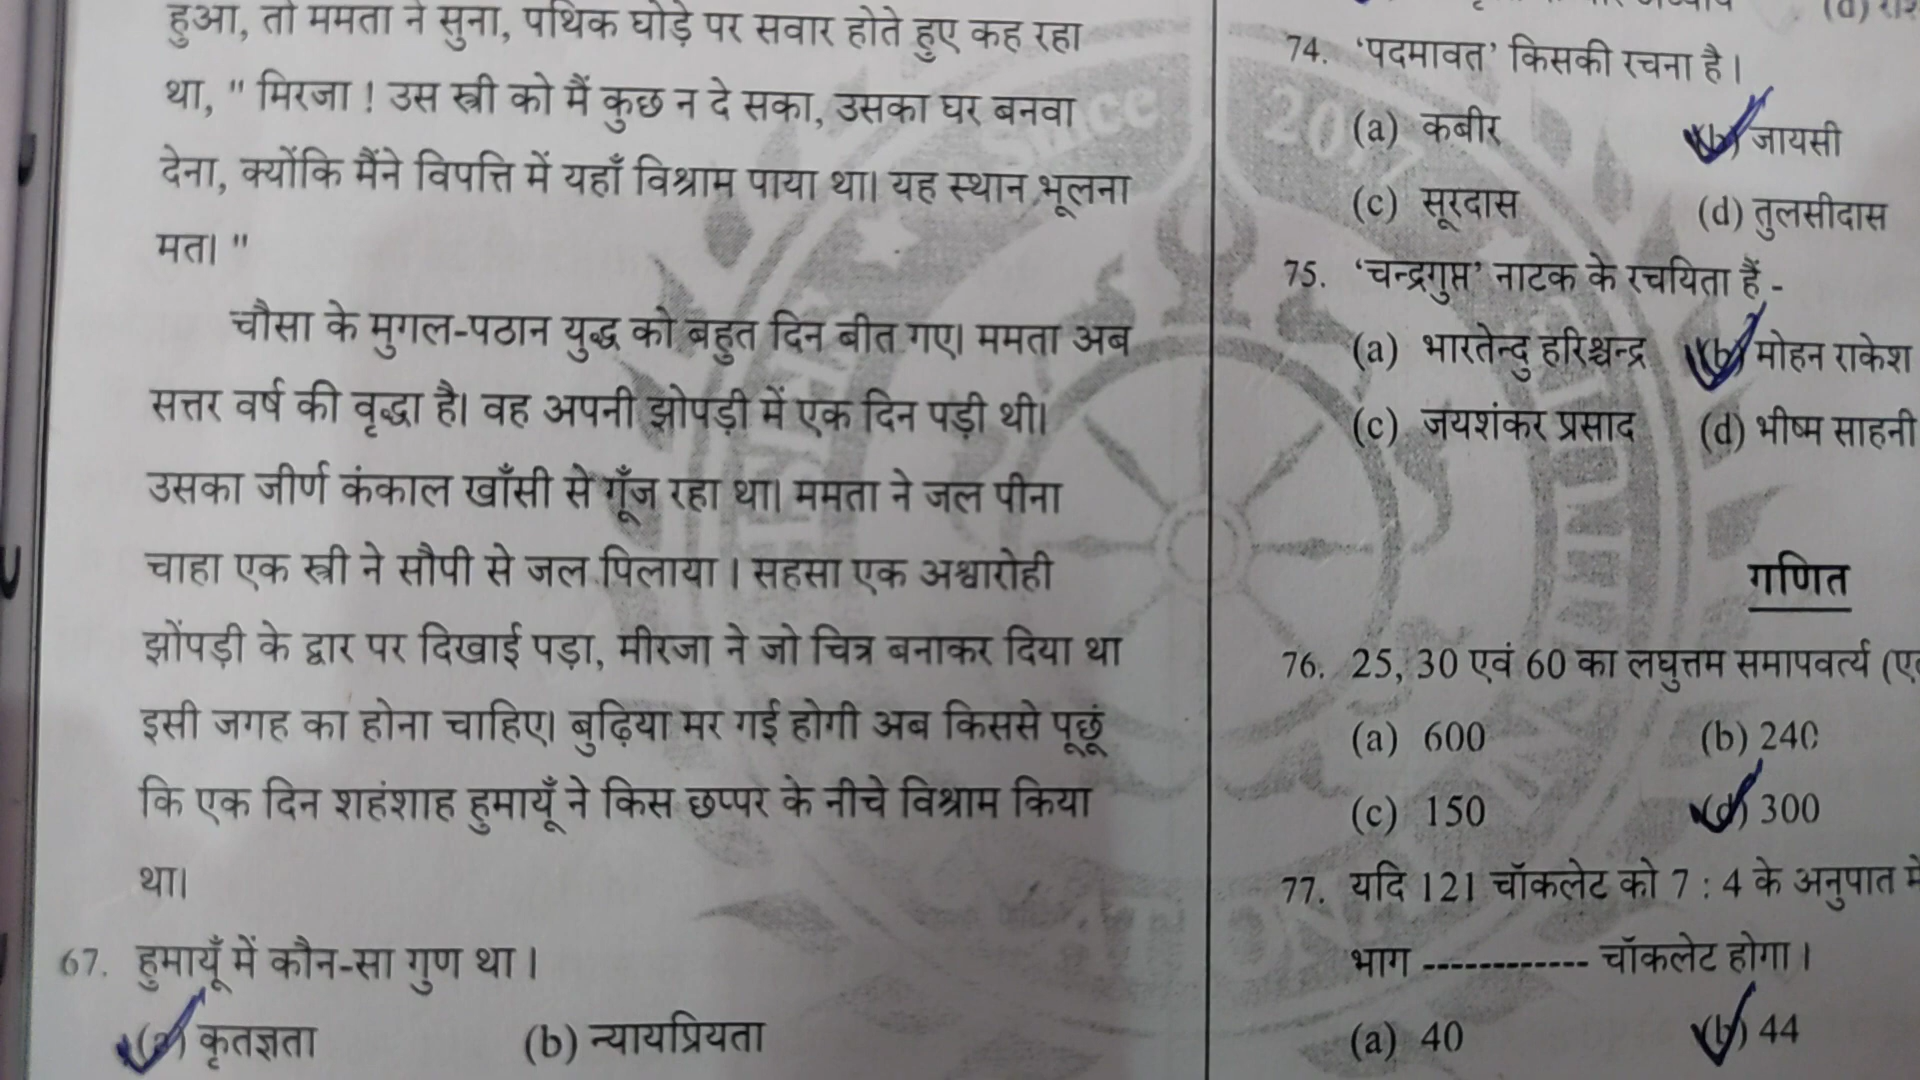 हुआ, तो ममता ने सुना, पथिक घोड़े पर सवार होते हुए कह रहा
था, " मिरजा ! उस स्त्री को मैं कुछ न दे सका, उसका घर बनवा
देना, क्योंकि मैंने विपत्ति में यहाँ विश्राम पाया था। यह स्थान भूलना
मत। "
चौसा के मुगल-पठान युद्ध को बहुत दिन बीत गए। ममता अब
सत्तर वर्ष की वृद्धा है। वह अपनी झोपड़ी में एक दिन पड़ी थी।
उसका जीर्ण कंकाल खाँसी से गूँज रहा था। ममता ने जल पीना
चाहा एक स्त्री ने सौपी से जल पिलाया । सहसा एक अश्वारोही
झोंपड़ी के द्वार पर दिखाई पड़ा, मीरजा ने जो चित्र बनाकर दिया था
इसी जगह का होना चाहिए। बुढ़िया मर गई होगी अब किससे पूछूं
कि एक दिन शहंशाह हुमायूँ ने किस छप्पर के नीचे विश्राम किया
था।
67. हुमायूँ में कौन-सा गुण था ।
(a) कृतज्ञता (b) न्यायप्रियता
74. 'पदमावत' किसकी रचना है ।
(a) कबीर (b) जायसी
(c) सूरदास (d) तुलसीदास
75. 'चन्द्रगुप्त' नाटक के रचयिता हैं -
(a) भारतेन्दु हरिश्चन्द्र (b) मोहन राकेश
(c) जयशंकर प्रसाद (d) भीष्म साहनी
गणित
76. 25, 30 एवं 60 का लघुत्तम समापवर्त्य
(a) 600 (b) 240
(c) 150 (d) 300
77. यदि 121 चॉकलेट को 7 : 4 के अनुपात में
भाग ------------ चॉकलेट होगा ।
(a) 40 (b) 44
Since 2017